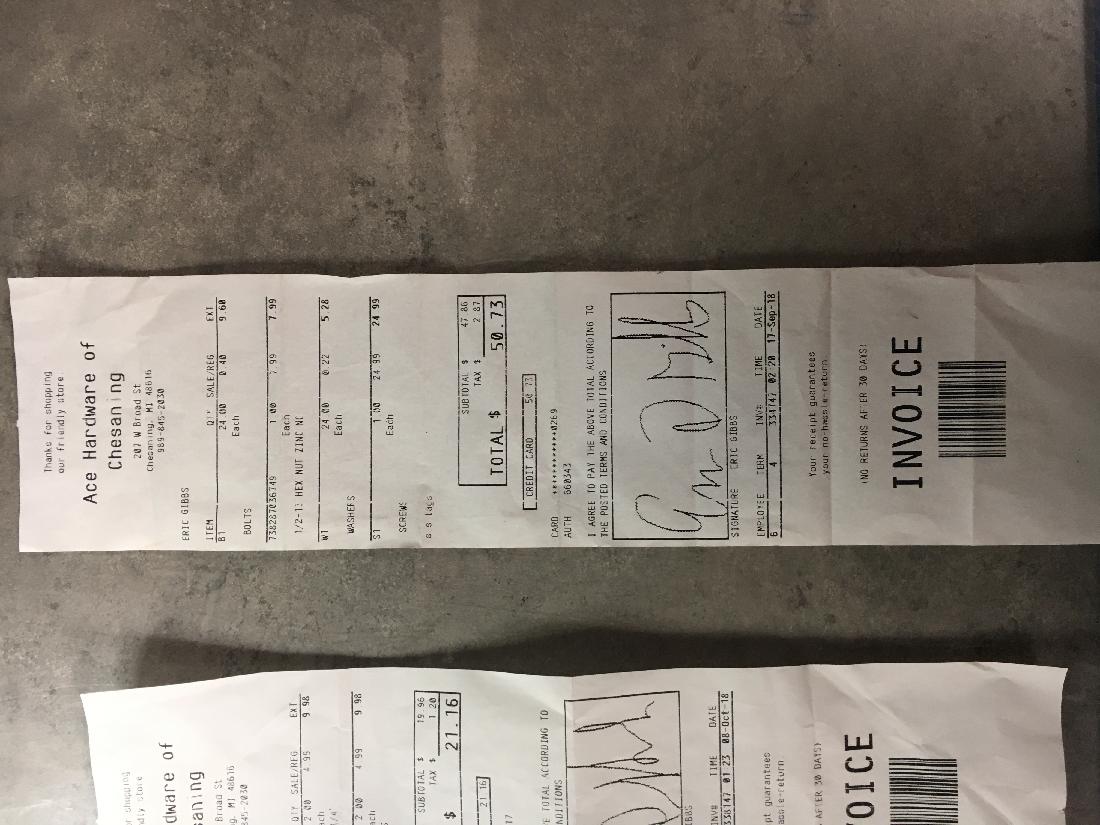 Thanks for shopping
our friendly store.
Ace Hardware of
Chesaning
207 W Broad St
Chesaning, MI 48616
989-845-2030
ERIC GIBBS
ITEM QTY SALE/REG EXT
B1 24.00 0.40 9.60
Each
BOLTS
738287036749 1.00 7.99 7.99
Each
1/2-13 HEX NUT ZINC NC
W1 24.00 0.22 5.28
Each
WASHERS
S1 1.00 24.99 24.99
Each
SCREWS
s s lags
SUBTOTAL $ 47.86
TAX $ 2.87
TOTAL $ 50.73
CREDIT CARD 50.73
CARD ************0269
AUTH 660343
I AGREE TO PAY THE ABOVE TOTAL ACCORDING TO
THE POSTED TERMS AND CONDITIONS
SIGNATURE ERIC GIBBS
EMPLOYEE TERM INV# TIME DATE
6 4 334747 02:20 17-Sep-18
Your receipt guarantees
your no-hassle-return
(NO RETURNS AFTER 30 DAYS)
INVOICE
shopping
store
dware of
saning
Broad St
g, MI 48616
845-2030
QTY SALE/REG EXT
2.00 4.99 9.98
ach
1/4"
2.00 4.99 9.98
ach
SUBTOTAL $ 19.96
TAX $ 1.20
$ 21.16
21.16
17
E TOTAL ACCORDING TO
NDITIONS
IBBS
INV# TIME DATE
338147 01:23 08-Oct-18
pt guarantees
hassle-return
AFTER 30 DAYS)
OICE